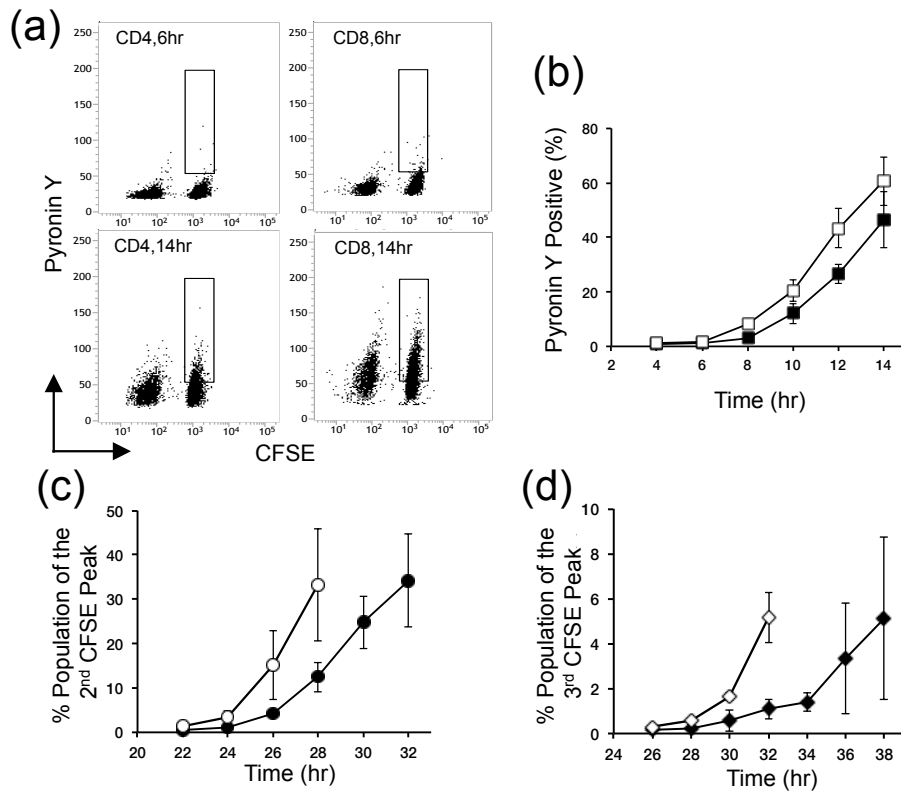 (a)
CD4,6hr
250
200
150
100
50
0
10¹ 10² 10³ 10⁴ 10⁵
CD8,6hr
250
200
150
100
50
0
10¹ 10² 10³ 10⁴ 10⁵
CD4,14hr
250
200
150
100
50
0
10¹ 10² 10³ 10⁴ 10⁵
CD8,14hr
250
200
150
100
50
0
10¹ 10² 10³ 10⁴ 10⁵
Pyronin Y
CFSE
(b)
Pyronin Y Positive (%)
80
60
40
20
0
2 4 6 8 10 12 14
Time (hr)
(c)
% Population of the
2nd CFSE Peak
50
40
30
20
10
0
20 22 24 26 28 30 32
Time (hr)
(d)
% Population of the
3rd CFSE Peak
10
8
6
4
2
0
24 26 28 30 32 34 36 38
Time (hr)